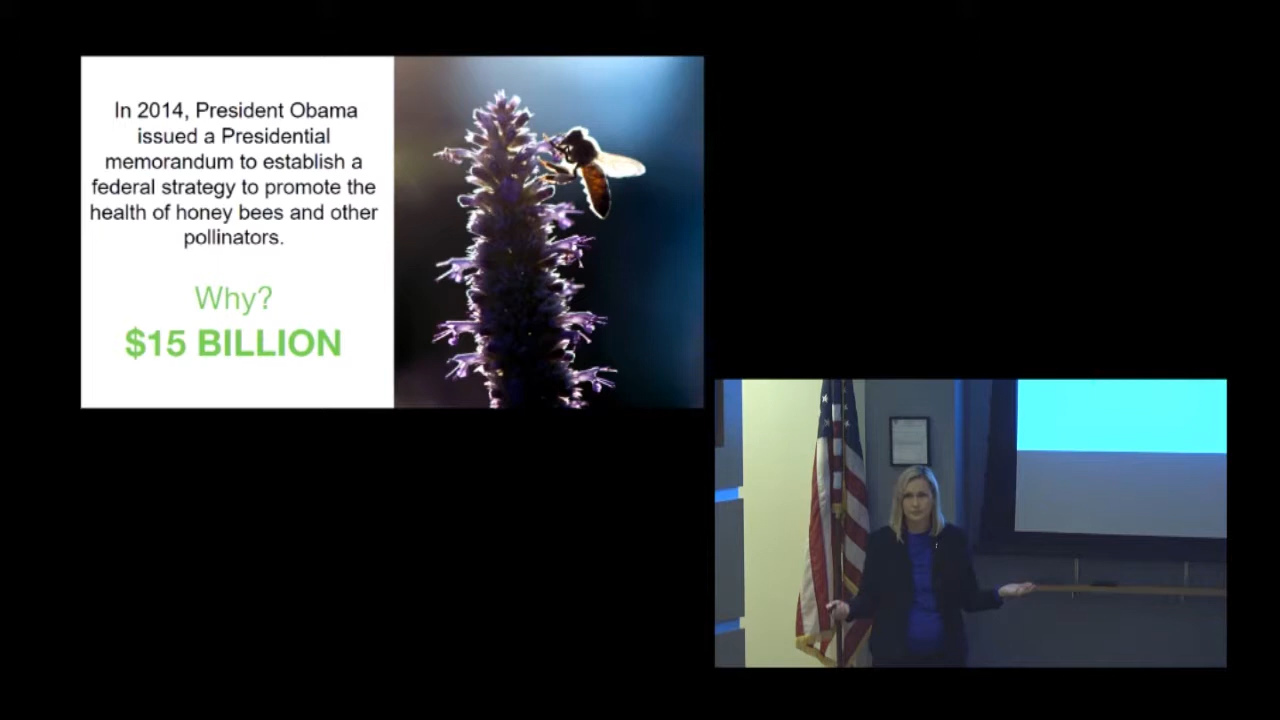 In 2014, President Obama
issued a Presidential
memorandum to establish a
federal strategy to promote the
health of honey bees and other
pollinators.
Why?
$15 BILLION